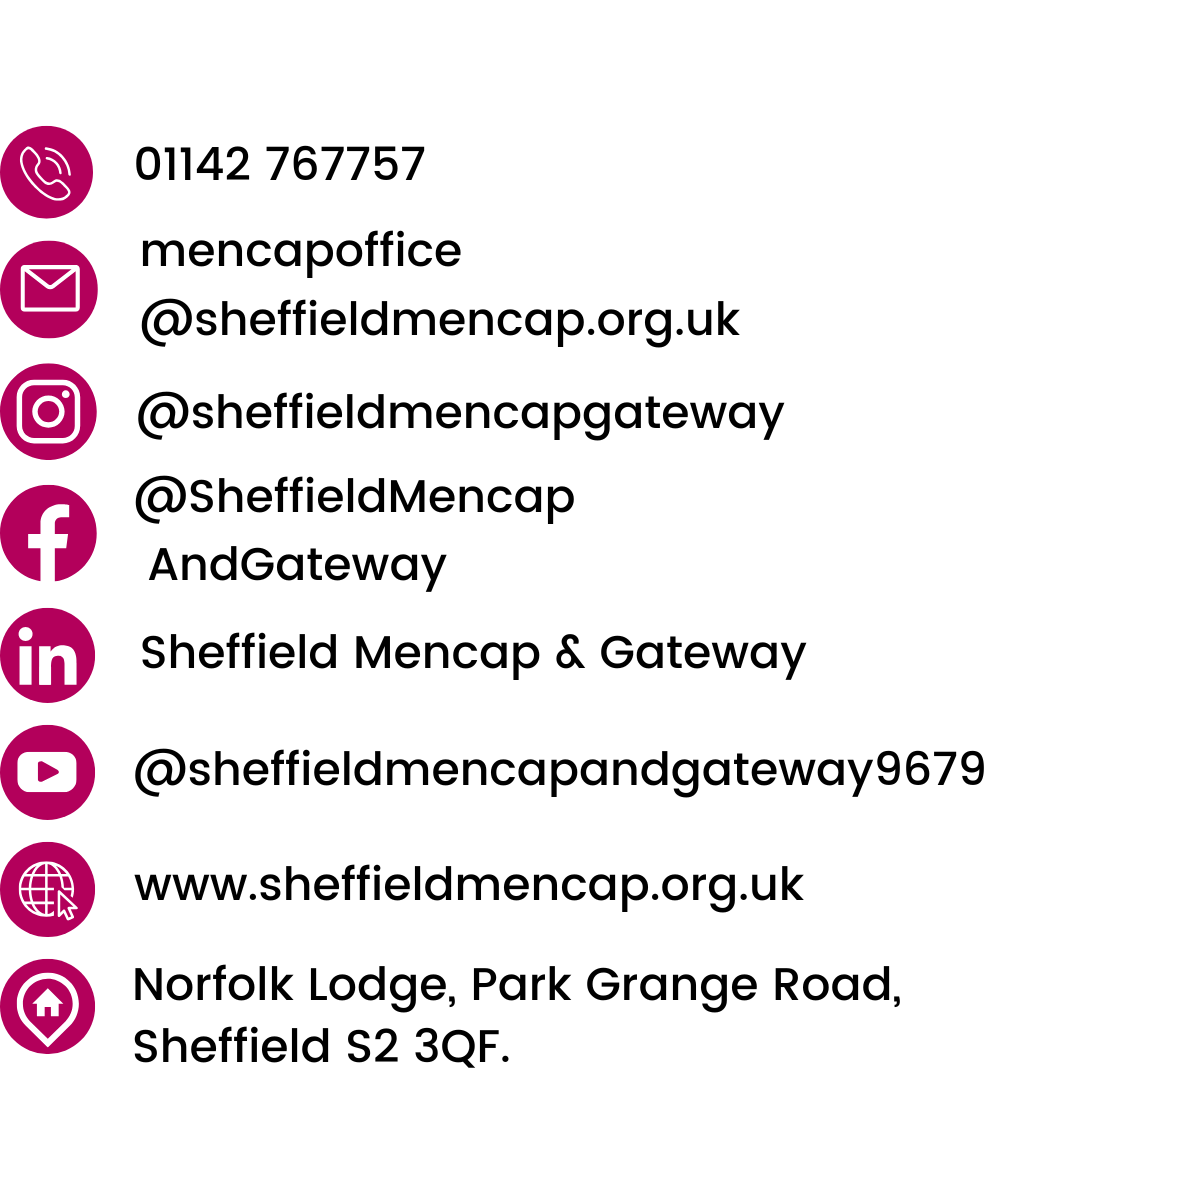 01142 767757
mencapoffice
@sheffieldmencap.org.uk
@sheffieldmencapgateway
@SheffieldMencap
AndGateway
Sheffield Mencap & Gateway
@sheffieldmencapandgateway9679
www.sheffieldmencap.org.uk
Norfolk Lodge, Park Grange Road,
Sheffield S2 3QF.